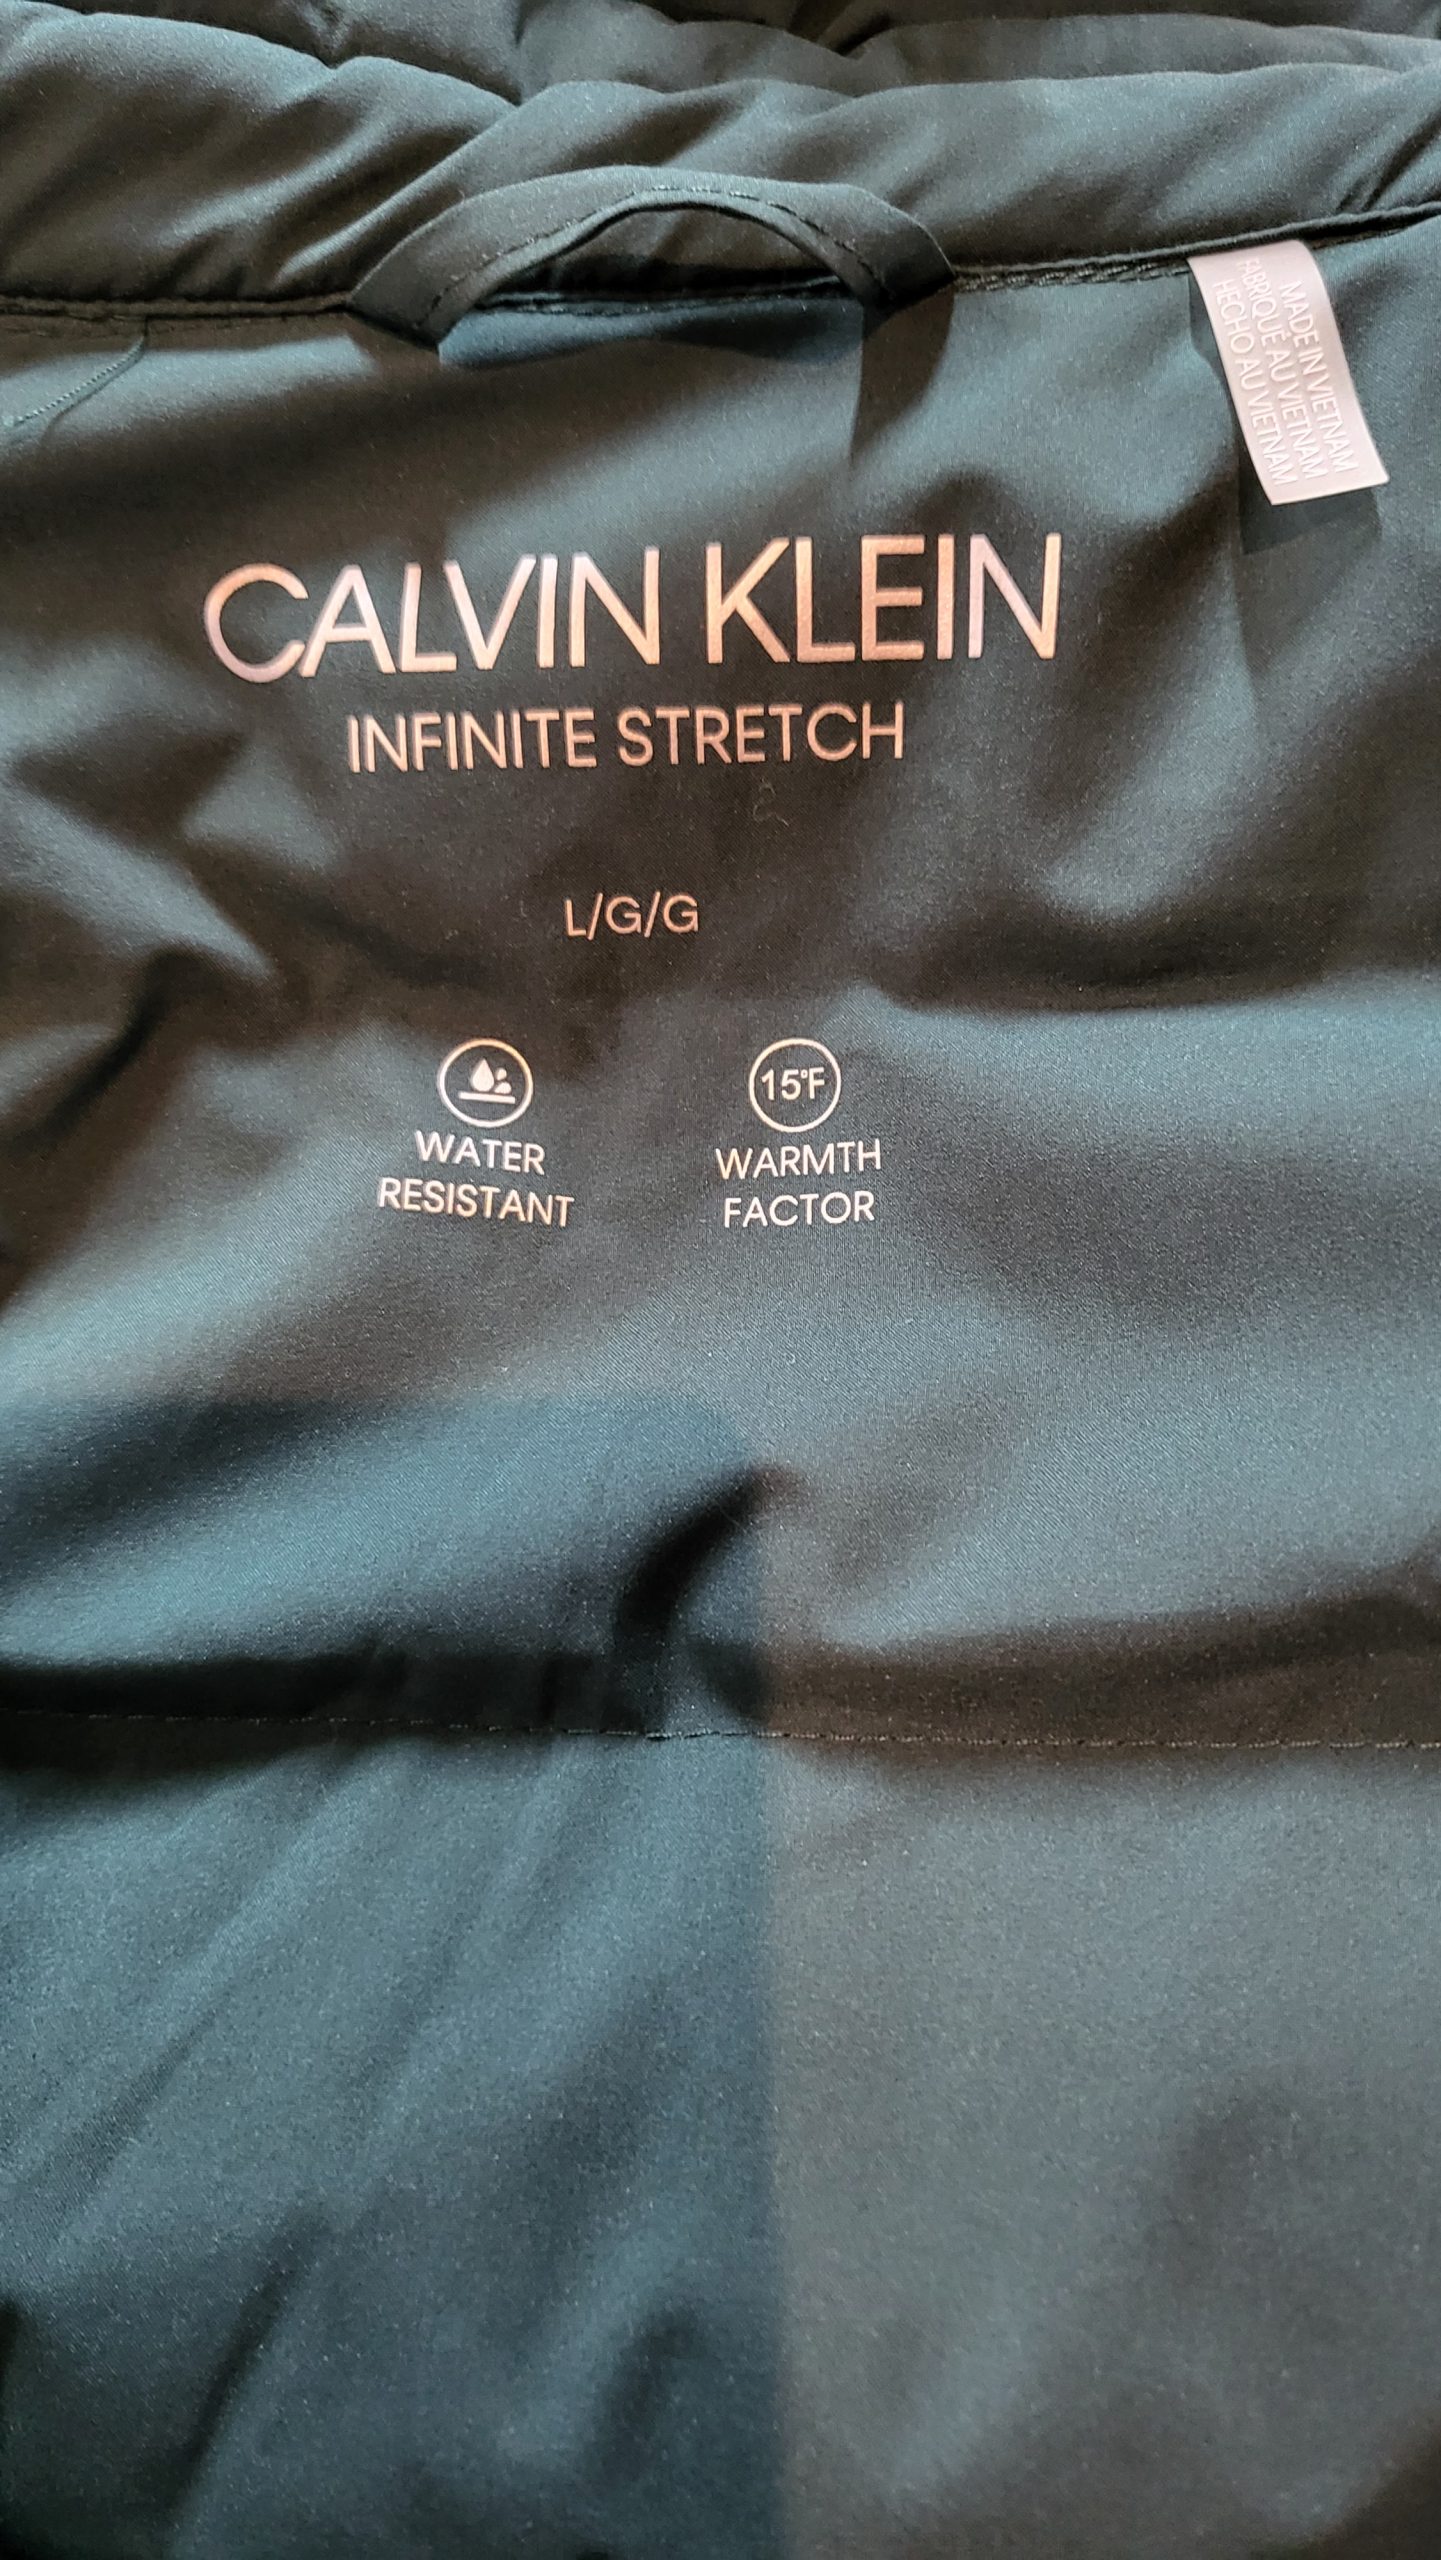 MADE IN VIETNAM
FABRIQUÉ AU VIETNAM
HECHO AU VIETNAM
CALVIN KLEIN
INFINITE STRETCH
L/G/G
15°F
WATER
RESISTANT
WARMTH
FACTOR